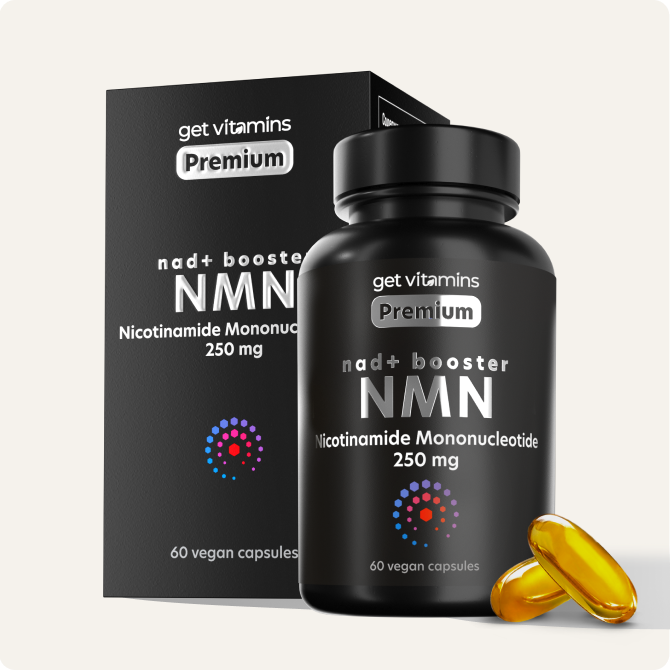 get vitamins
Premium
nad+ booste
NMN
Nicotinamide Mononuc
250 mg
60 vegan capsules
get vitamins
Premium
nad+ booster
NMN
Nicotinamide Mononucleotide
250 mg
60 vegan capsules